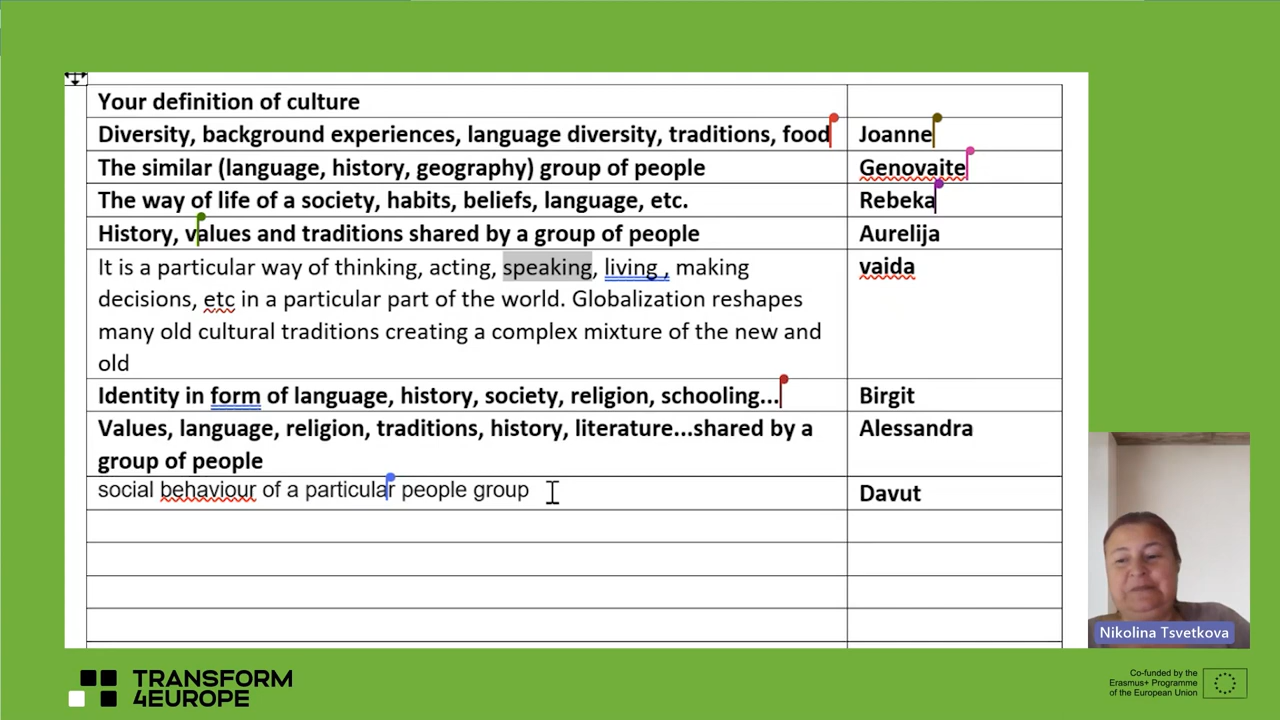 Your definition of culture
Diversity, background experiences, language diversity, traditions, food Joanne
The similar (language, history, geography) group of people Genovaite
The way of life of a society, habits, beliefs, language, etc. Rebeka
History, values and traditions shared by a group of people Aurelija
It is a particular way of thinking, acting, speaking, living , making vaida
decisions, etc in a particular part of the world. Globalization reshapes
many old cultural traditions creating a complex mixture of the new and
old
Identity in form of language, history, society, religion, schooling... Birgit
Values, language, religion, traditions, history, literature...shared by a Alessandra
group of people
social behaviour of a particular people group Davut
Nikolina Tsvetkova
TRANSFORM
4EUROPE
Co-funded by the
Erasmus+ Programme
of the European Union